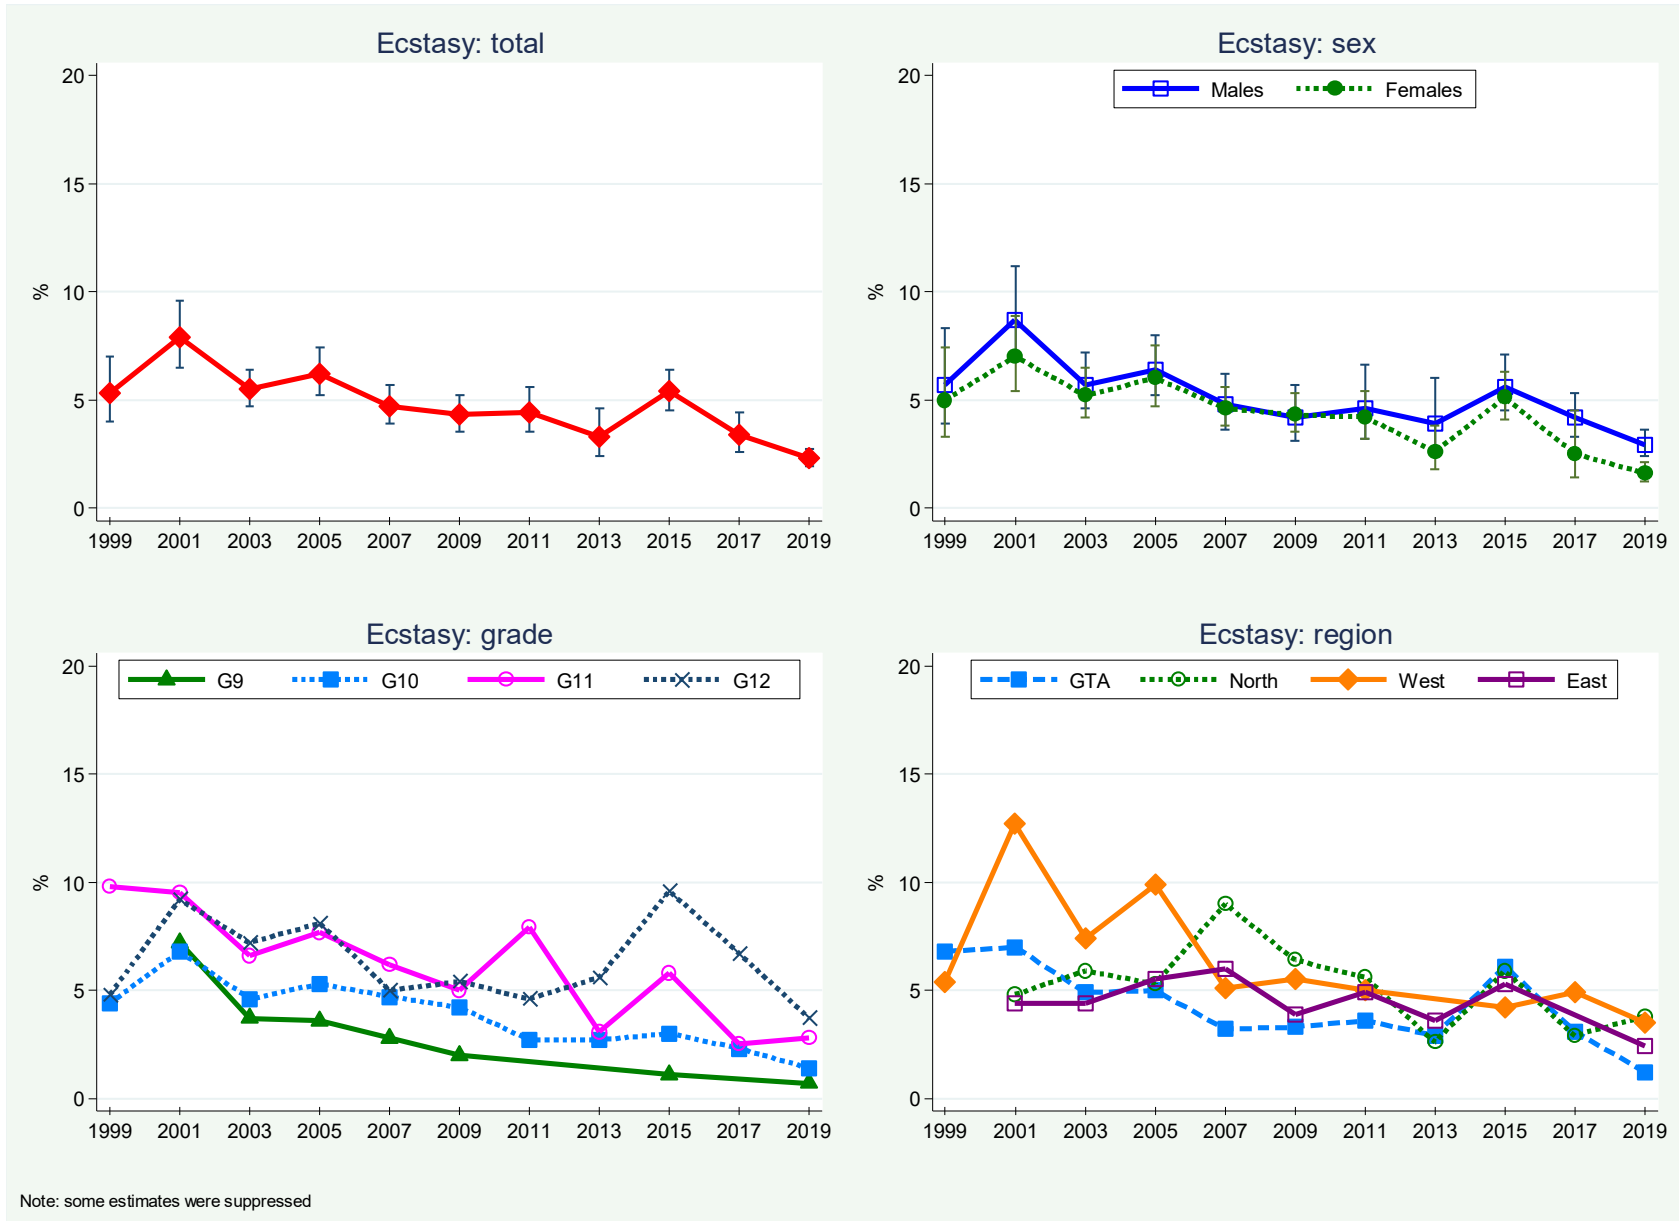 Ecstasy: total
20
15
10
5
0
%
1999 2001 2003 2005 2007 2009 2011 2013 2015 2017 2019
Ecstasy: sex
Males Females
20
15
10
5
0
%
1999 2001 2003 2005 2007 2009 2011 2013 2015 2017 2019
Ecstasy: grade
G9 G10 G11 G12
20
15
10
5
0
%
1999 2001 2003 2005 2007 2009 2011 2013 2015 2017 2019
Ecstasy: region
GTA North West East
20
15
10
5
0
%
1999 2001 2003 2005 2007 2009 2011 2013 2015 2017 2019
Note: some estimates were suppressed